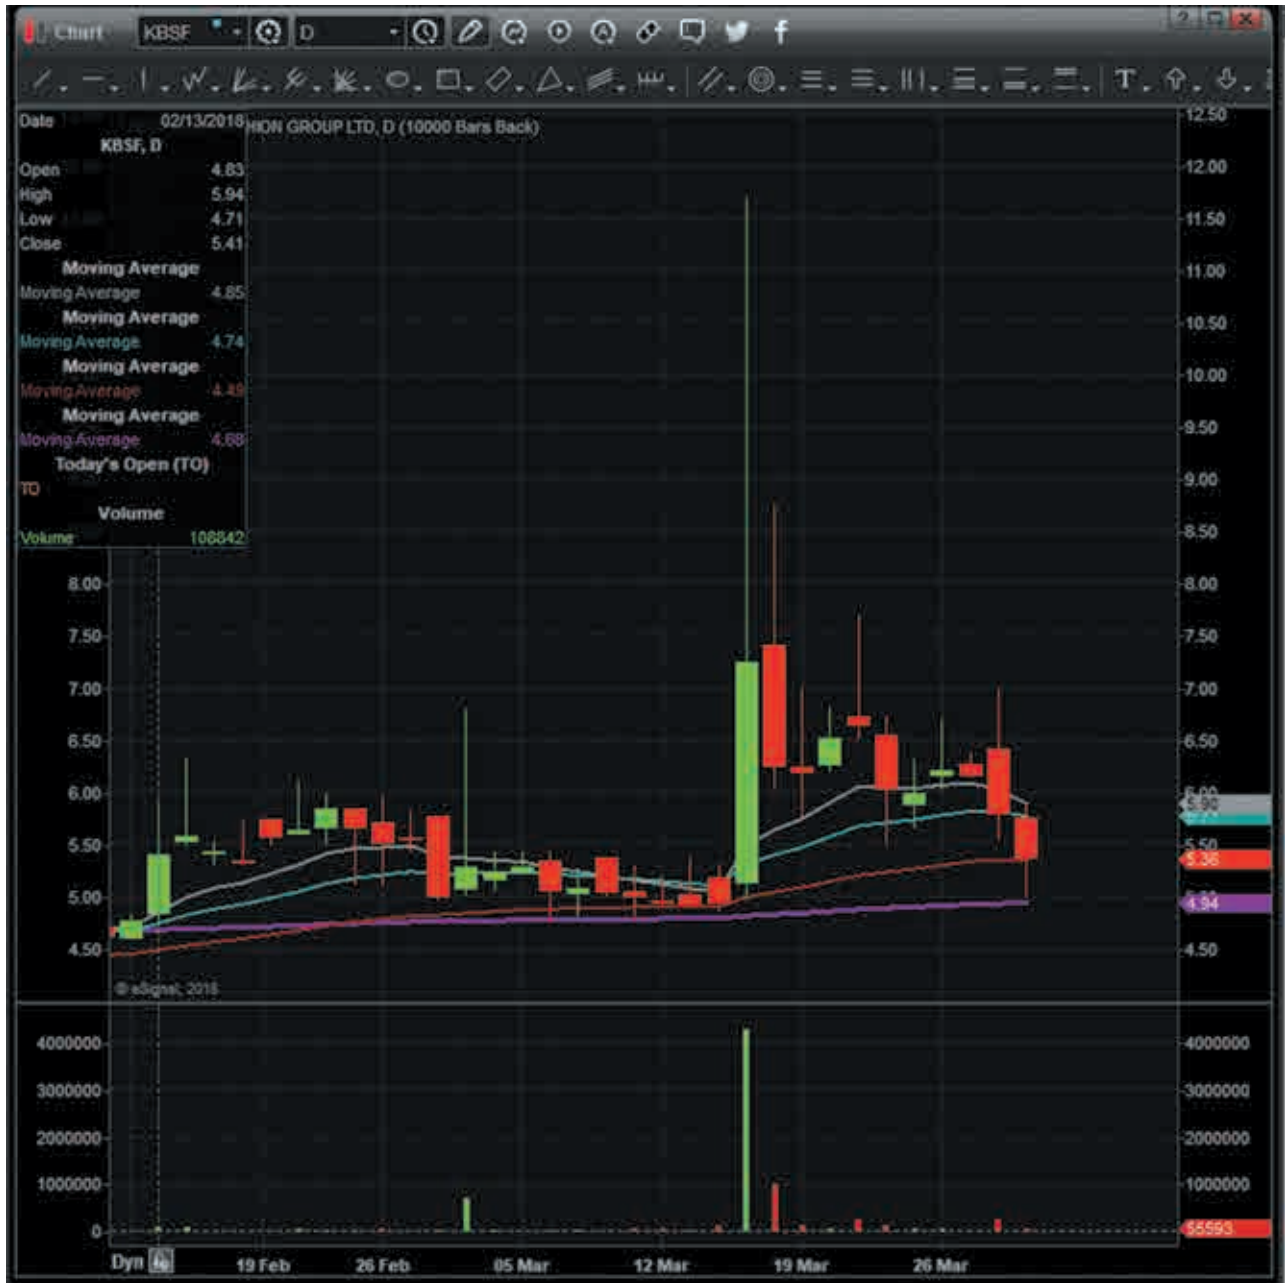 Chart KBSF D
Date 02/13/2018
HION GROUP LTD, D (10000 Bars Back)
KBSF, D
Open 4.83
High 5.94
Low 4.71
Close 5.41
Moving Average
Moving Average 4.85
Moving Average
Moving Average 4.74
Moving Average
Moving Average 4.49
Moving Average
Moving Average 4.68
Today's Open (TO)
TO
Volume
Volume 108842
12.50
12.00
11.50
11.00
10.50
10.00
9.50
9.00
8.50
8.00 8.00
7.50 7.50
7.00 7.00
6.50 6.50
6.00 6.00
5.90
5.50 5.50
5.36
5.00
4.94
4.50 4.50
© eSignal, 2018
4000000 4000000
3000000 3000000
2000000 2000000
1000000 1000000
0 55593
Dyn 19 Feb 26 Feb 05 Mar 12 Mar 19 Mar 26 Mar